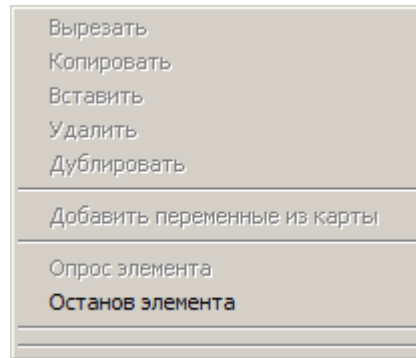 Вырезать
Копировать
Вставить
Удалить
Дублировать
Добавить переменные из карты
Опрос элемента
Останов элемента